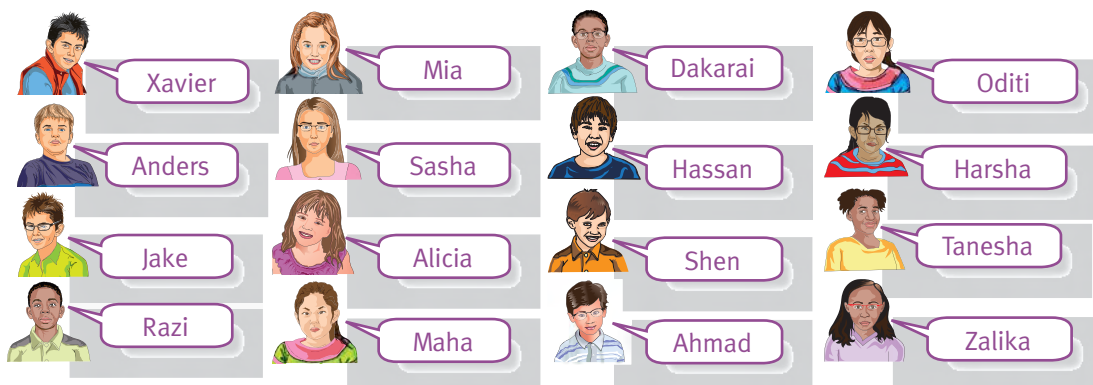 Xavier
Mia
Dakarai
Oditi
Anders
Sasha
Hassan
Harsha
Jake
Alicia
Shen
Tanesha
Razi
Maha
Ahmad
Zalika